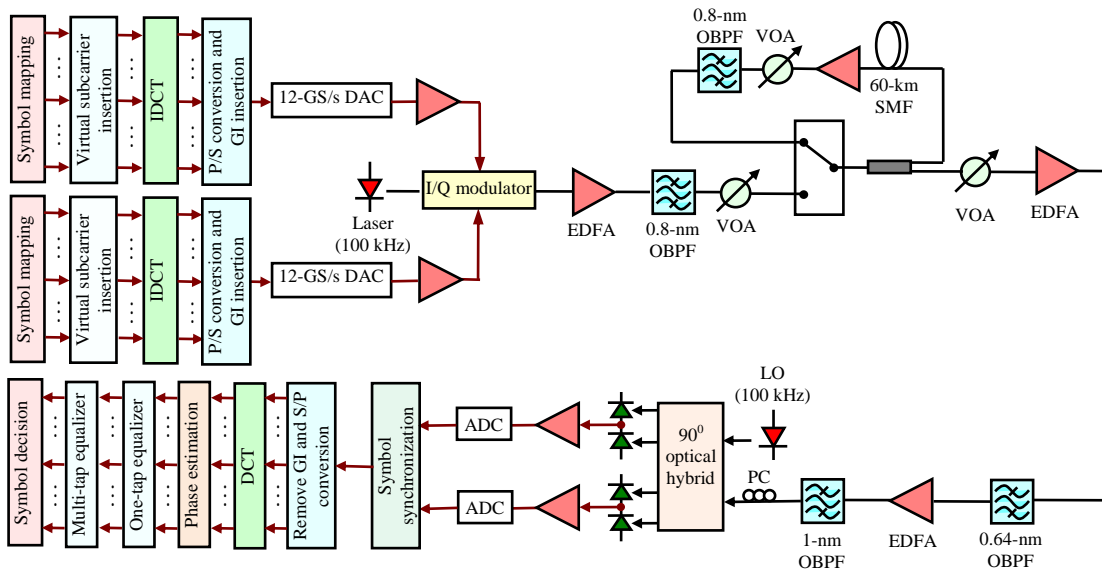 Symbol mapping
Virtual subcarrier
insertion
IDCT
P/S conversion and
GI insertion
12-GS/s DAC
Symbol mapping
Virtual subcarrier
insertion
IDCT
P/S conversion and
GI insertion
12-GS/s DAC
Laser
(100 kHz)
I/Q modulator
EDFA
0.8-nm
OBPF
VOA
0.8-nm
OBPF
VOA
60-km
SMF
VOA
EDFA
0.64-nm
OBPF
EDFA
1-nm
OBPF
PC
LO
(100 kHz)
90⁰
optical
hybrid
ADC
ADC
Symbol
synchronization
Remove GI and S/P
conversion
DCT
Phase estimation
One-tap equalizer
Multi-tap equalizer
Symbol decision